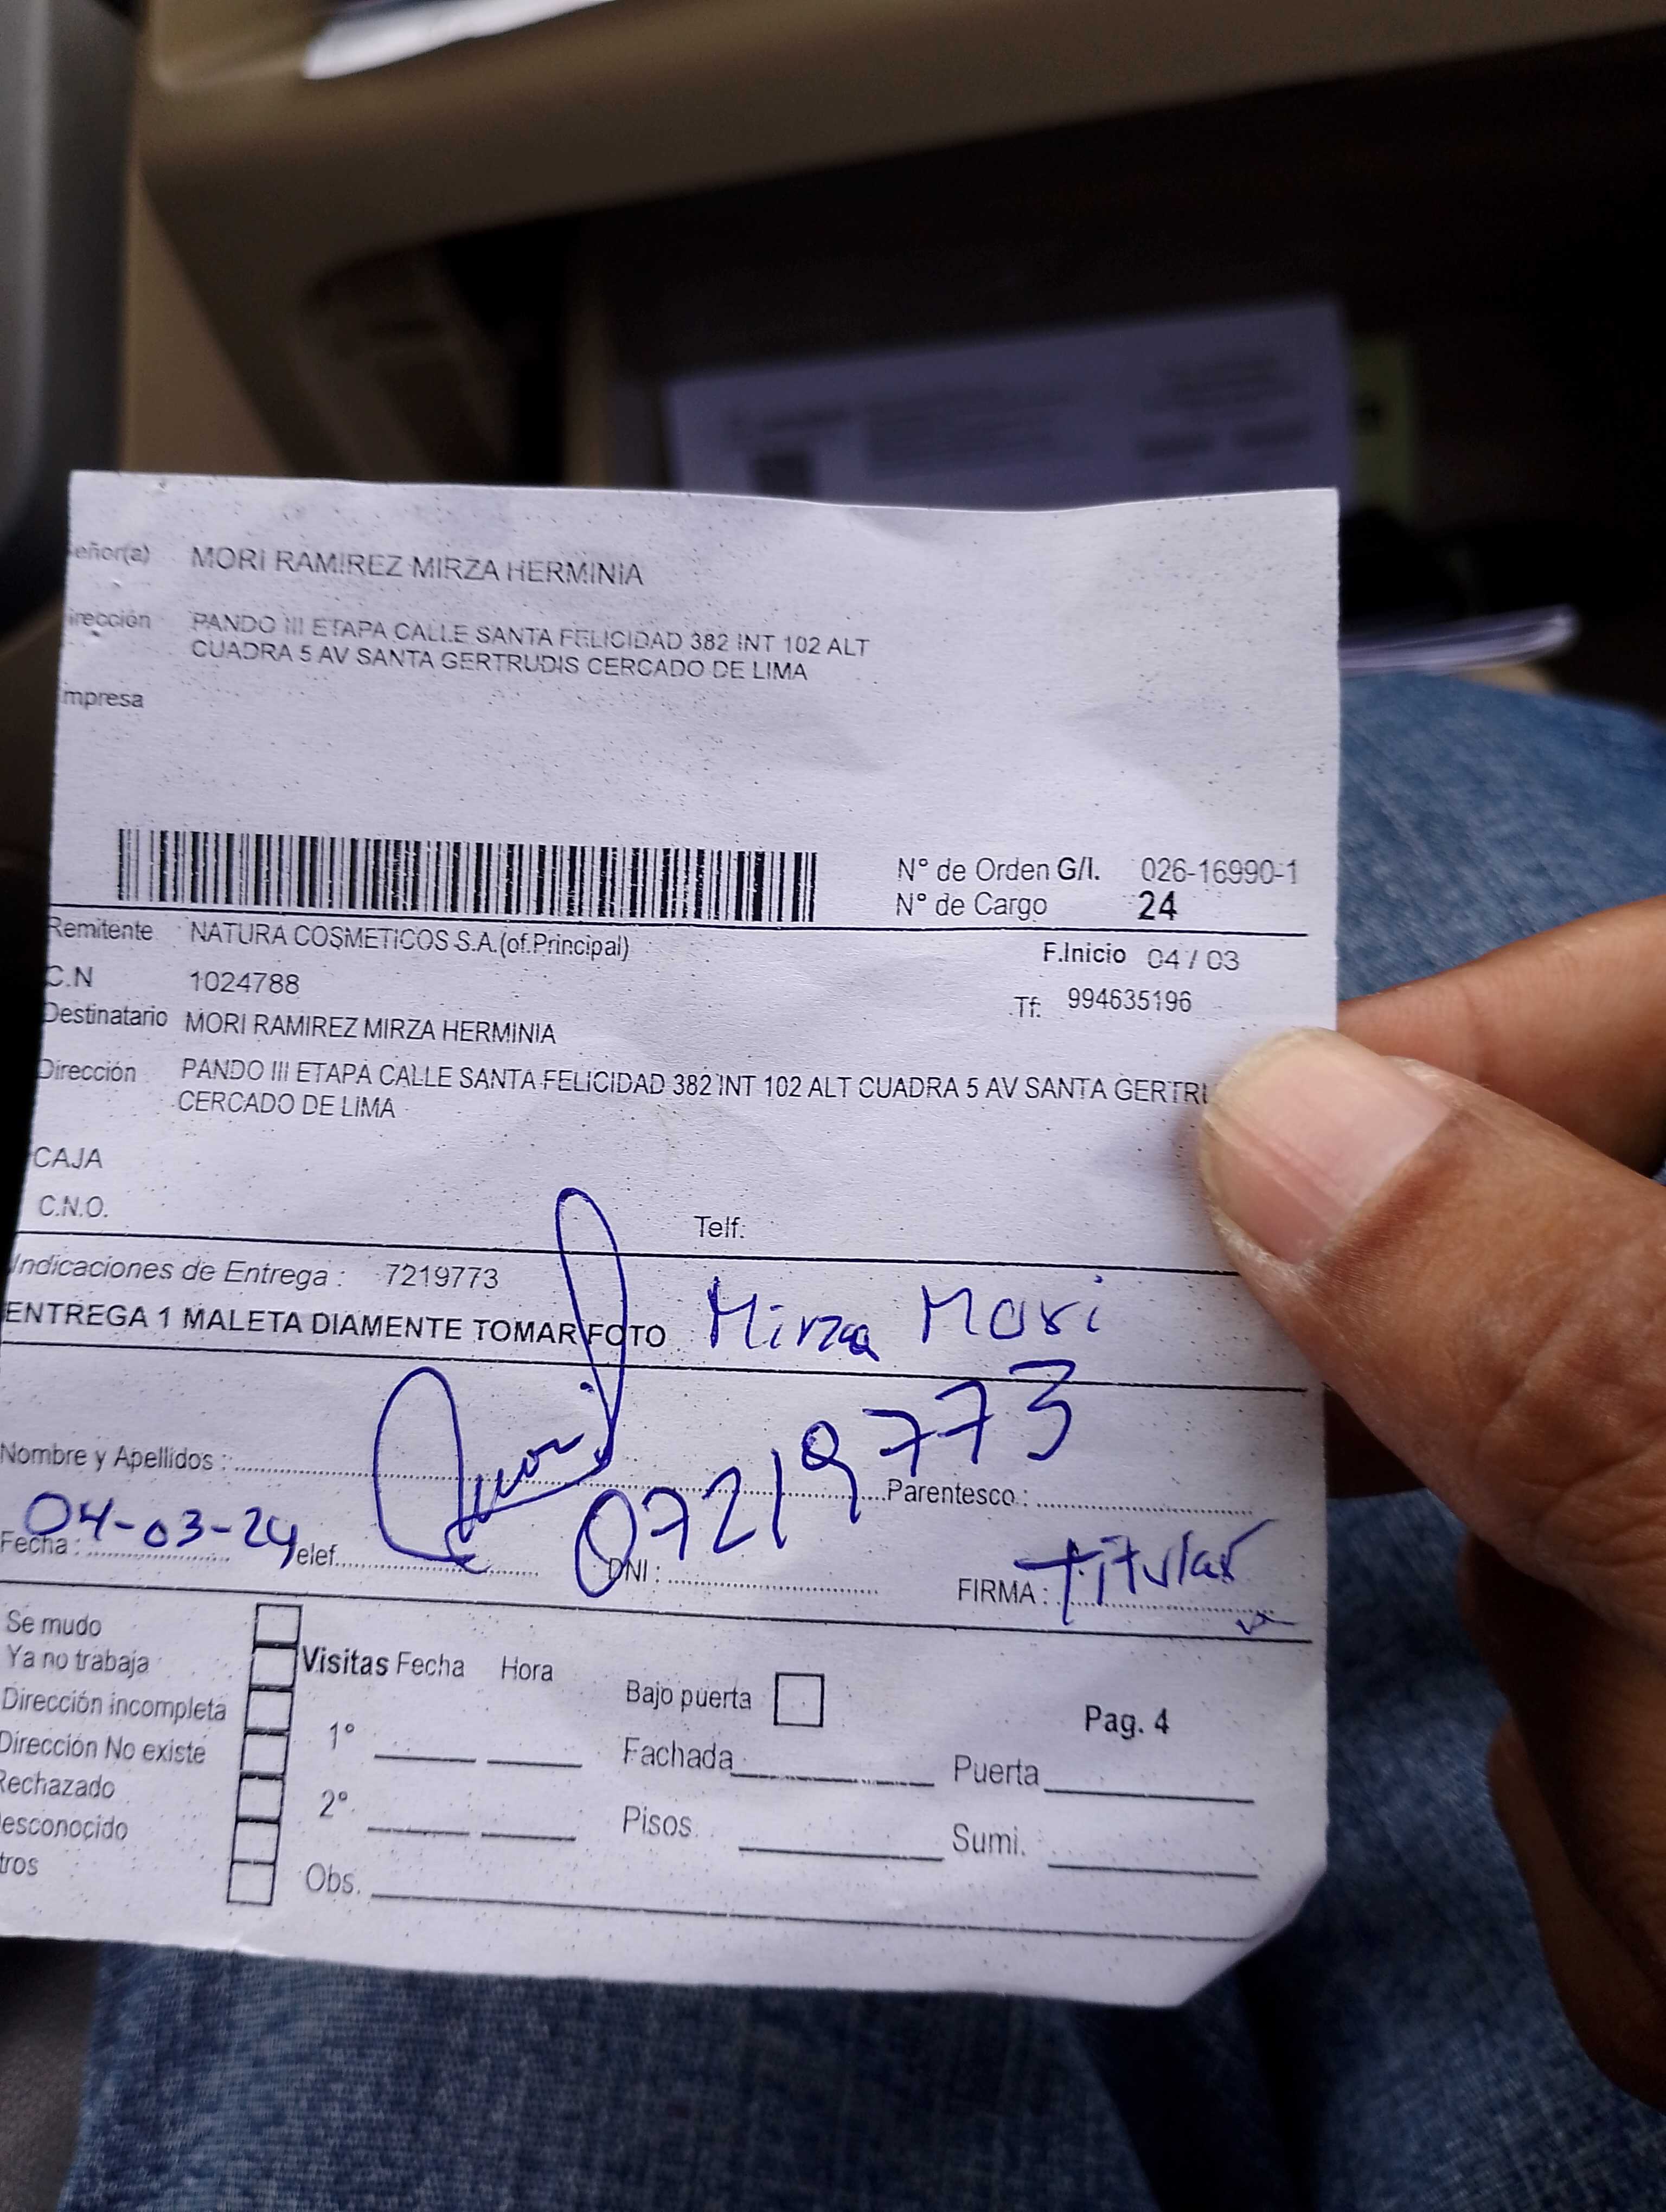 eñor(a) MORI RAMIREZ MIRZA HERMINIA
irección PANDO III ETAPA CALLE SANTA FELICIDAD 382 INT 102 ALT
CUADRA 5 AV SANTA GERTRUDIS CERCADO DE LIMA
mpresa
N° de Orden G/I. 026-16990-1
N° de Cargo 24
Remitente NATURA COSMETICOS S.A.(of.Principal)
F.Inicio 04 / 03
C.N 1024788
Tf: 994635196
Destinatario MORI RAMIREZ MIRZA HERMINIA
Dirección PANDO III ETAPA CALLE SANTA FELICIDAD 382 INT 102 ALT CUADRA 5 AV SANTA GERTRU
CERCADO DE LIMA
CAJA
C.N.O. Telf:
Indicaciones de Entrega : 7219773
ENTREGA 1 MALETA DIAMENTE TOMAR FOTO Mirza Mori
07219773
Nombre y Apellidos : Parentesco :
Fecha : 04-03-24 elef. DNI : FIRMA : titular
Se mudo
Ya no trabaja Visitas Fecha Hora
Dirección incompleta Bajo puerta Pag. 4
Dirección No existe 1° Fachada Puerta
Rechazado
esconocido 2° Pisos Sumi.
tros Obs.